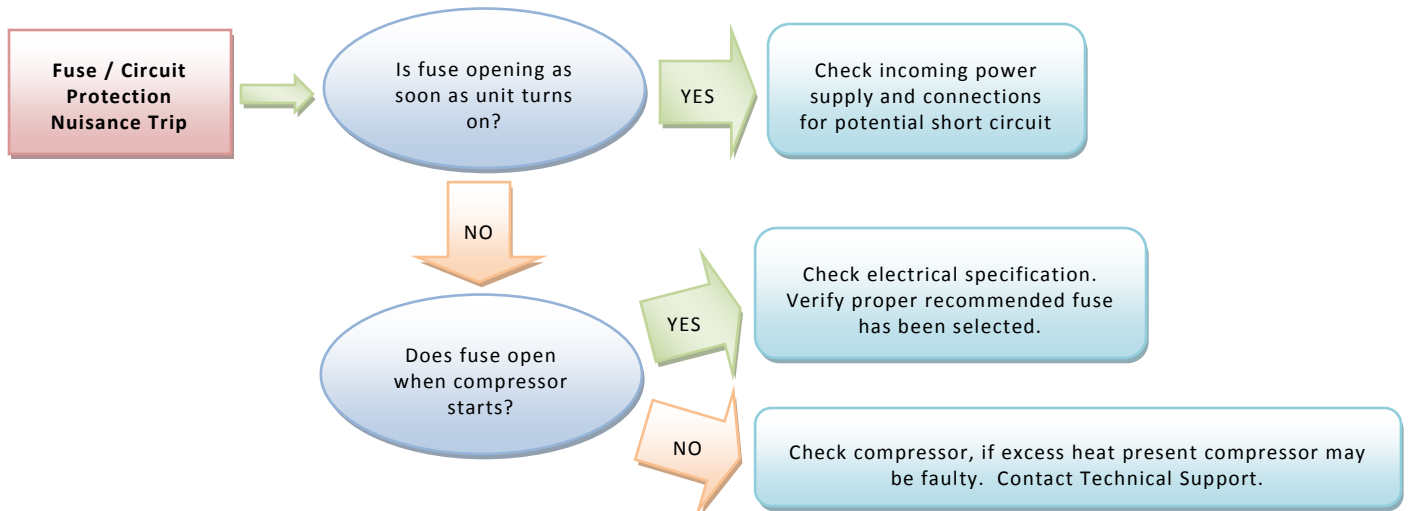 Fuse / Circuit
Protection
Nuisance Trip
Is fuse opening as
soon as unit turns
on?
YES
Check incoming power
supply and connections
for potential short circuit
NO
Does fuse open
when compressor
starts?
YES
Check electrical specification.
Verify proper recommended fuse
has been selected.
NO
Check compressor, if excess heat present compressor may
be faulty. Contact Technical Support.